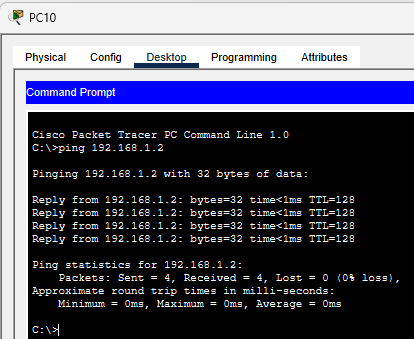 PC10
Physical Config Desktop Programming Attributes
Command Prompt
Cisco Packet Tracer PC Command Line 1.0
C:\>ping 192.168.1.2
Pinging 192.168.1.2 with 32 bytes of data:
Reply from 192.168.1.2: bytes=32 time<1ms TTL=128
Reply from 192.168.1.2: bytes=32 time<1ms TTL=128
Reply from 192.168.1.2: bytes=32 time<1ms TTL=128
Reply from 192.168.1.2: bytes=32 time<1ms TTL=128
Ping statistics for 192.168.1.2:
Packets: Sent = 4, Received = 4, Lost = 0 (0% loss),
Approximate round trip times in milli-seconds:
Minimum = 0ms, Maximum = 0ms, Average = 0ms
C:\>